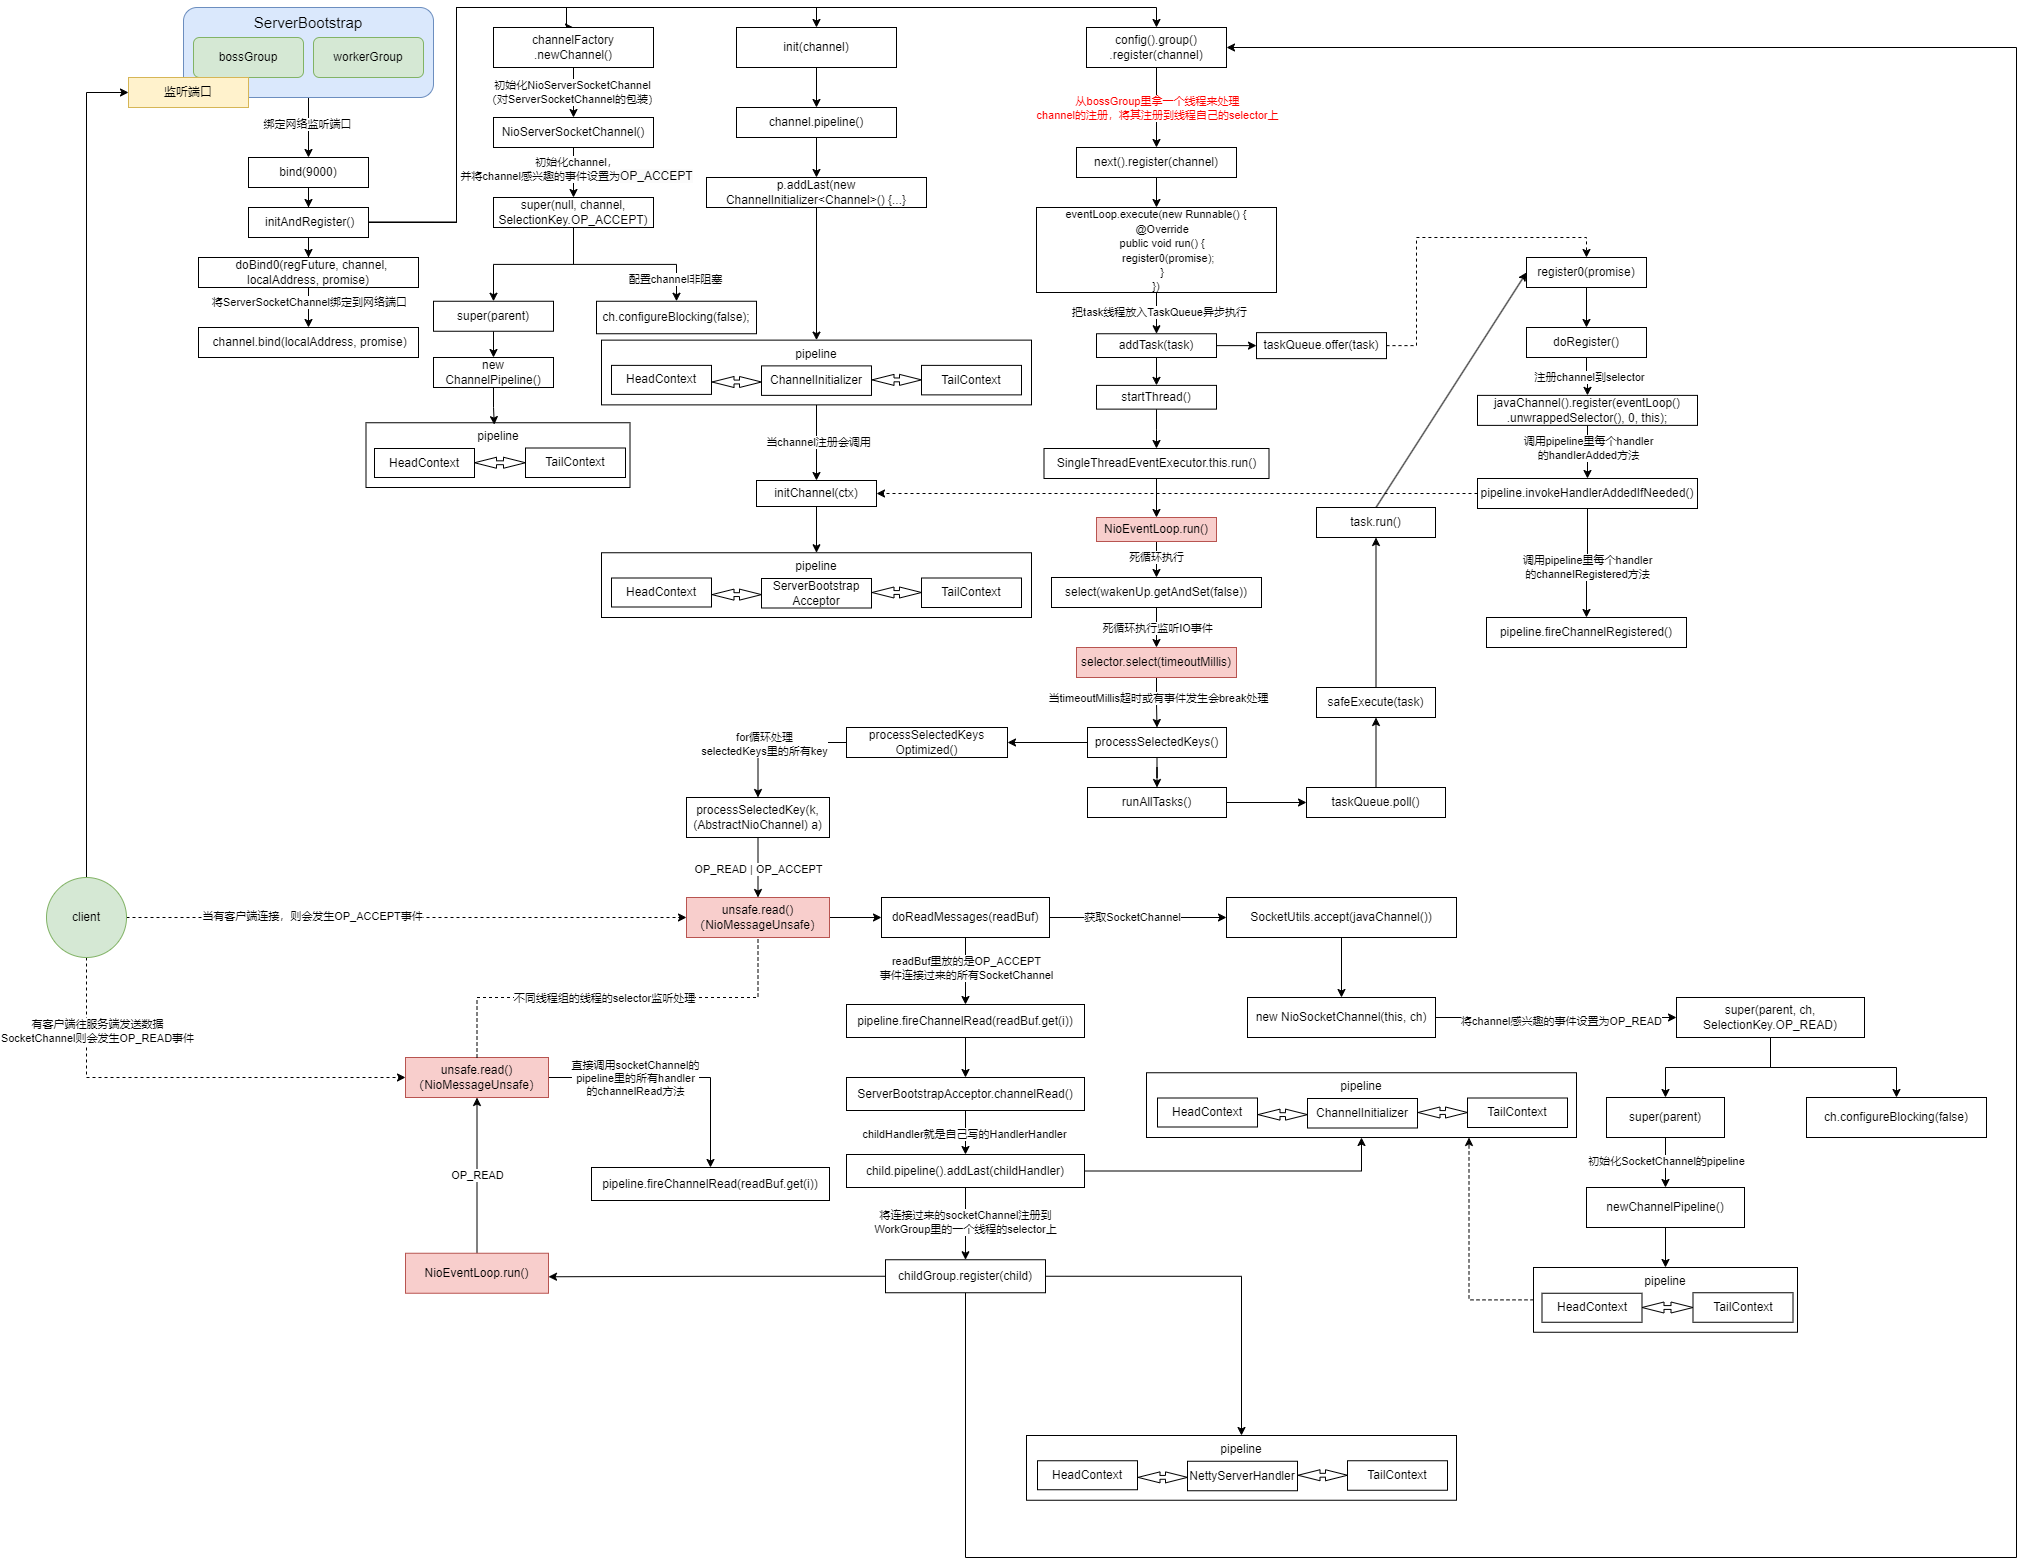 ServerBootstrap
bossGroup
workerGroup
监听端口
绑定网络监听端口
bind(9000)
initAndRegister()
doBind0(regFuture, channel,
localAddress, promise)
将ServerSocketChannel绑定到网络端口
channel.bind(localAddress, promise)
channelFactory
.newChannel()
初始化NioServerSocketChannel
(对ServerSocketChannel的包装)
NioServerSocketChannel()
初始化channel，
并将channel感兴趣的事件设置为OP_ACCEPT
super(null, channel,
SelectionKey.OP_ACCEPT)
super(parent)
new
ChannelPipeline()
pipeline
HeadContext
TailContext
配置channel非阻塞
ch.configureBlocking(false);
init(channel)
channel.pipeline()
p.addLast(new
ChannelInitializer<Channel>() {...}
pipeline
HeadContext
ChannelInitializer
TailContext
当channel注册会调用
initChannel(ctx)
pipeline
HeadContext
ServerBootstrap
Acceptor
TailContext
config().group()
.register(channel)
从bossGroup里拿一个线程来处理
channel的注册，将其注册到线程自己的selector上
next().register(channel)
eventLoop.execute(new Runnable() {
@Override
public void run() {
register0(promise);
}
})
把task线程放入TaskQueue异步执行
addTask(task)
taskQueue.offer(task)
startThread()
SingleThreadEventExecutor.this.run()
NioEventLoop.run()
死循环执行
select(wakenUp.getAndSet(false))
死循环执行监听IO事件
selector.select(timeoutMillis)
当timeoutMillis超时或有事件发生会break处理
processSelectedKeys()
runAllTasks()
taskQueue.poll()
safeExecute(task)
task.run()
register0(promise)
doRegister()
注册channel到selector
javaChannel().register(eventLoop()
.unwrappedSelector(), 0, this);
调用pipeline里每个handler
的handlerAdded方法
pipeline.invokeHandlerAddedIfNeeded()
调用pipeline里每个handler
的channelRegistered方法
pipeline.fireChannelRegistered()
processSelectedKeys
Optimized()
for循环处理
selectedKeys里的所有key
processSelectedKey(k,
(AbstractNioChannel) a)
OP_READ | OP_ACCEPT
client
当有客户端连接，则会发生OP_ACCEPT事件
unsafe.read()
(NioMessageUnsafe)
doReadMessages(readBuf)
获取SocketChannel
SocketUtils.accept(javaChannel())
readBuf里放的是OP_ACCEPT
事件连接过来的所有SocketChannel
pipeline.fireChannelRead(readBuf.get(i))
ServerBootstrapAcceptor.channelRead()
childHandler就是自己写的HandlerHandler
child.pipeline().addLast(childHandler)
将连接过来的socketChannel注册到
WorkGroup里的一个线程的selector上
childGroup.register(child)
不同线程组的线程的selector监听处理
有客户端往服务端发送数据
SocketChannel则会发生OP_READ事件
unsafe.read()
(NioMessageUnsafe)
直接调用socketChannel的
pipeline里的所有handler
的channelRead方法
pipeline.fireChannelRead(readBuf.get(i))
OP_READ
NioEventLoop.run()
new NioSocketChannel(this, ch)
将channel感兴趣的事件设置为OP_READ
super(parent, ch,
SelectionKey.OP_READ)
super(parent)
ch.configureBlocking(false)
初始化SocketChannel的pipeline
newChannelPipeline()
pipeline
HeadContext
TailContext
pipeline
HeadContext
ChannelInitializer
TailContext
pipeline
HeadContext
NettyServerHandler
TailContext